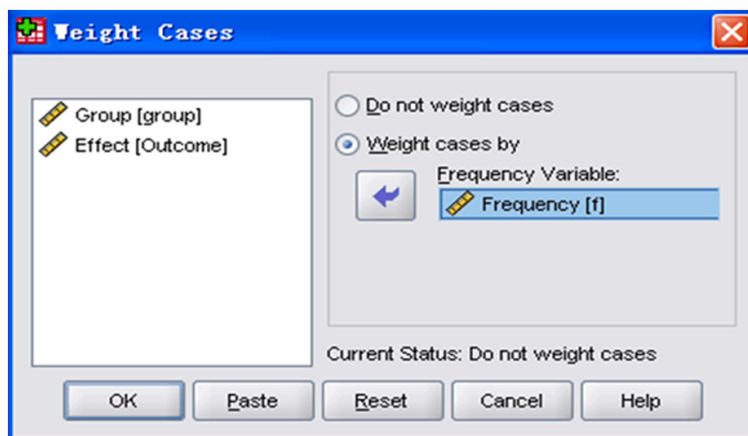 Weight Cases
Group [group]
Effect [Outcome]
Do not weight cases
Weight cases by
Frequency Variable:
Frequency [f]
Current Status: Do not weight cases
OK
Paste
Reset
Cancel
Help